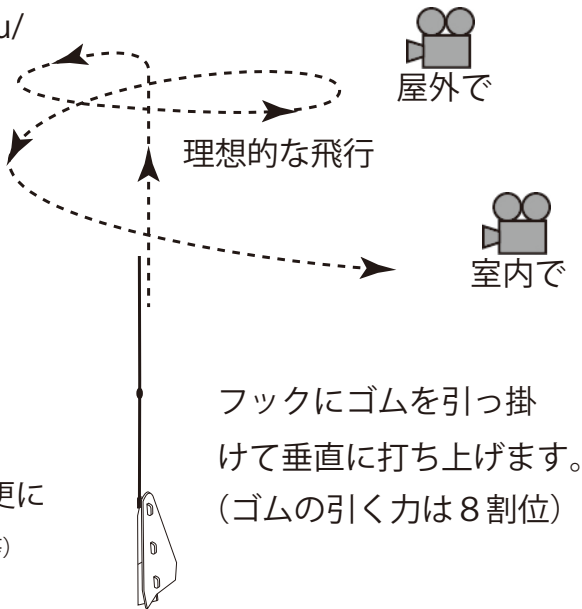 u/
屋外で
理想的な飛行
室内で
フックにゴムを引っ掛
けて垂直に打ち上げます。
更に
（ゴムの引く力は８割位）